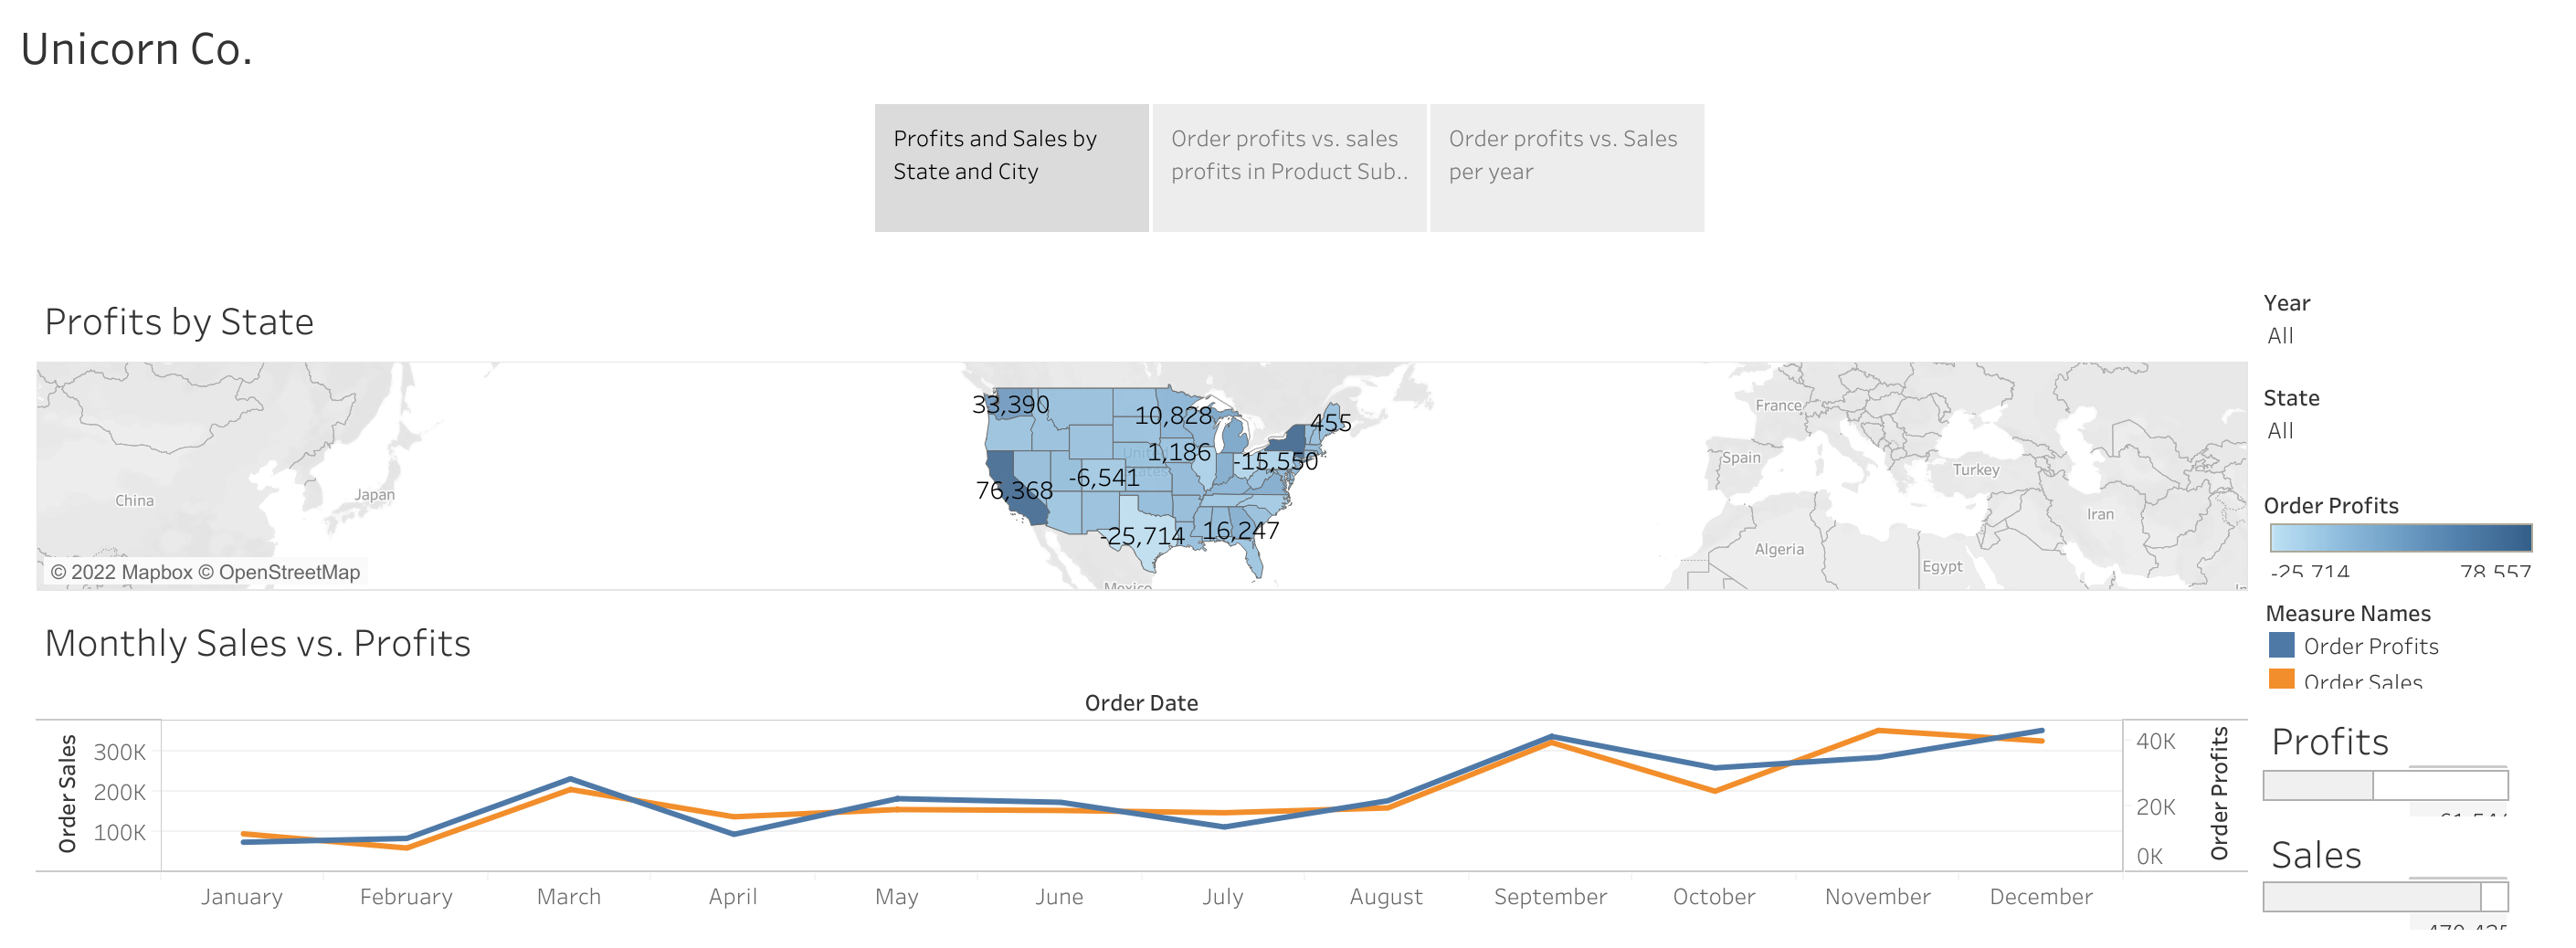 Unicorn Co.
Profits and Sales by
State and City
Order profits vs. sales
profits in Product Sub..
Order profits vs. Sales
per year
Profits by State
Year
All
State
All
Order Profits
-25,714 78,557
Measure Names
Order Profits
Order Sales
33,390
10,828
455
1,186
-15,550
-6,541
76,368
-25,714
16,247
China
Japan
United
States
Mexico
France
Spain
Turkey
Algeria
Egypt
Iran
© 2022 Mapbox © OpenStreetMap
Monthly Sales vs. Profits
Order Date
Order Sales
300K
200K
100K
40K
20K
0K
Order Profits
January February March April May June July August September October November December
Profits
Sales